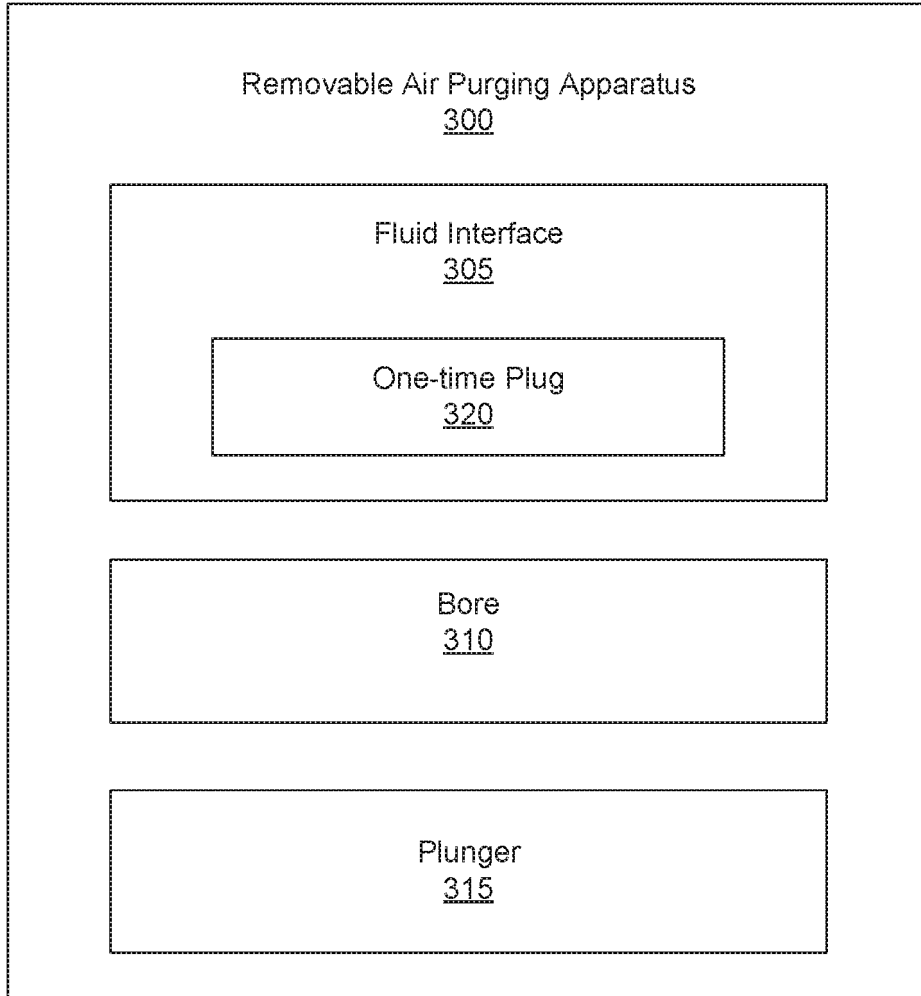 Removable Air Purging Apparatus
300
Fluid Interface
305
One-time Plug
320
Bore
310
Plunger
315